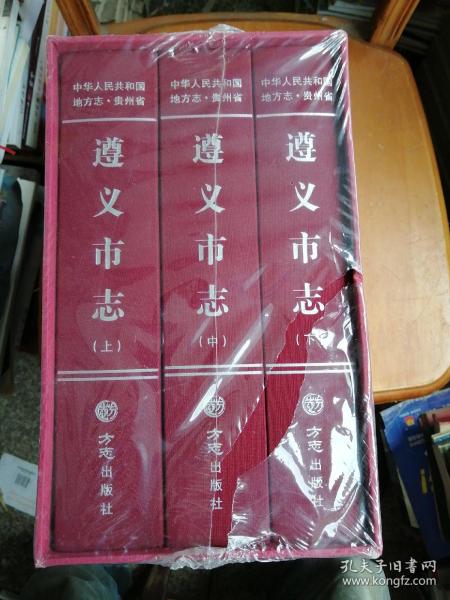 中华人民共和国
地方志·贵州省
遵义市志
(上)
方志出版社
中华人民共和国
地方志·贵州省
遵义市志
(中)
方志出版社
中华人民共和国
地方志·贵州省
遵义市志
(下)
方志出版社
孔夫子旧书网
www.kongfz.com